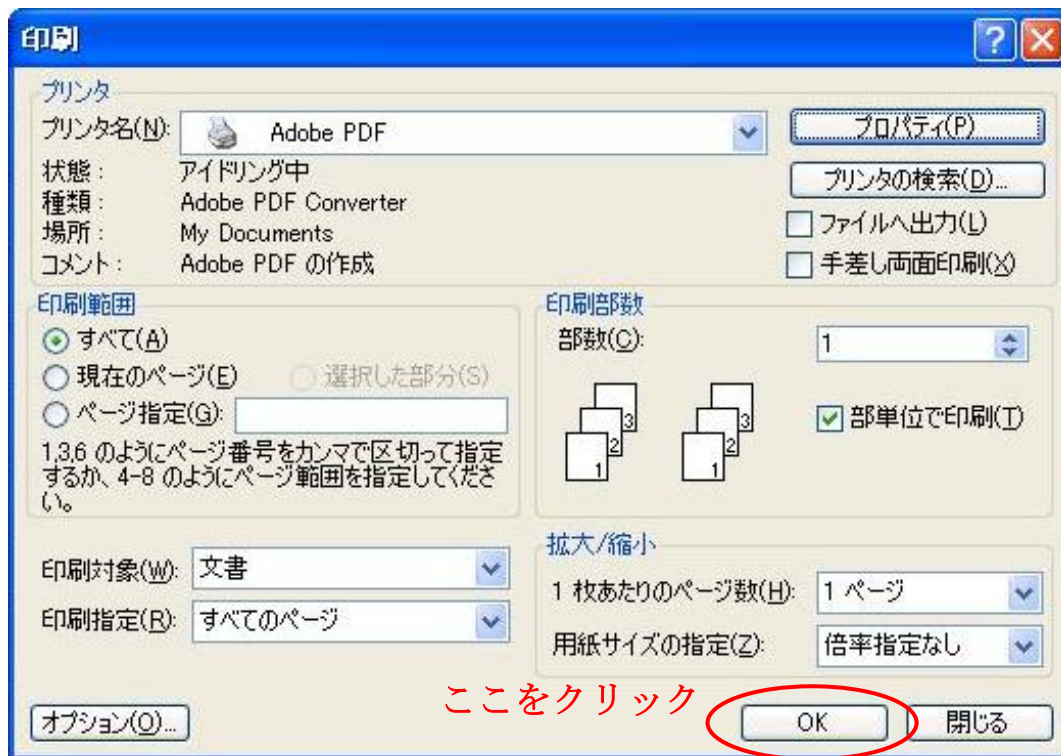 印刷
プリンタ
プリンタ名(N): Adobe PDF プロパティ(P)
状態： アイドリング中 プリンタの検索(D)...
種類： Adobe PDF Converter
場所： My Documents ファイルへ出力(L)
コメント： Adobe PDF の作成 手差し両面印刷(X)
印刷範囲
すべて(A)
現在のページ(E) 選択した部分(S)
ページ指定(G):
1,3,6 のようにページ番号をカンマで区切って指定
するか、4-8 のようにページ範囲を指定してくださ
い。
印刷部数
部数(C): 1
1 2 3 1 2 3
部単位で印刷(T)
印刷対象(W): 文書
印刷指定(R): すべてのページ
拡大/縮小
1 枚あたりのページ数(H): 1 ページ
用紙サイズの指定(Z): 倍率指定なし
ここをクリック
オプション(O)... OK 閉じる